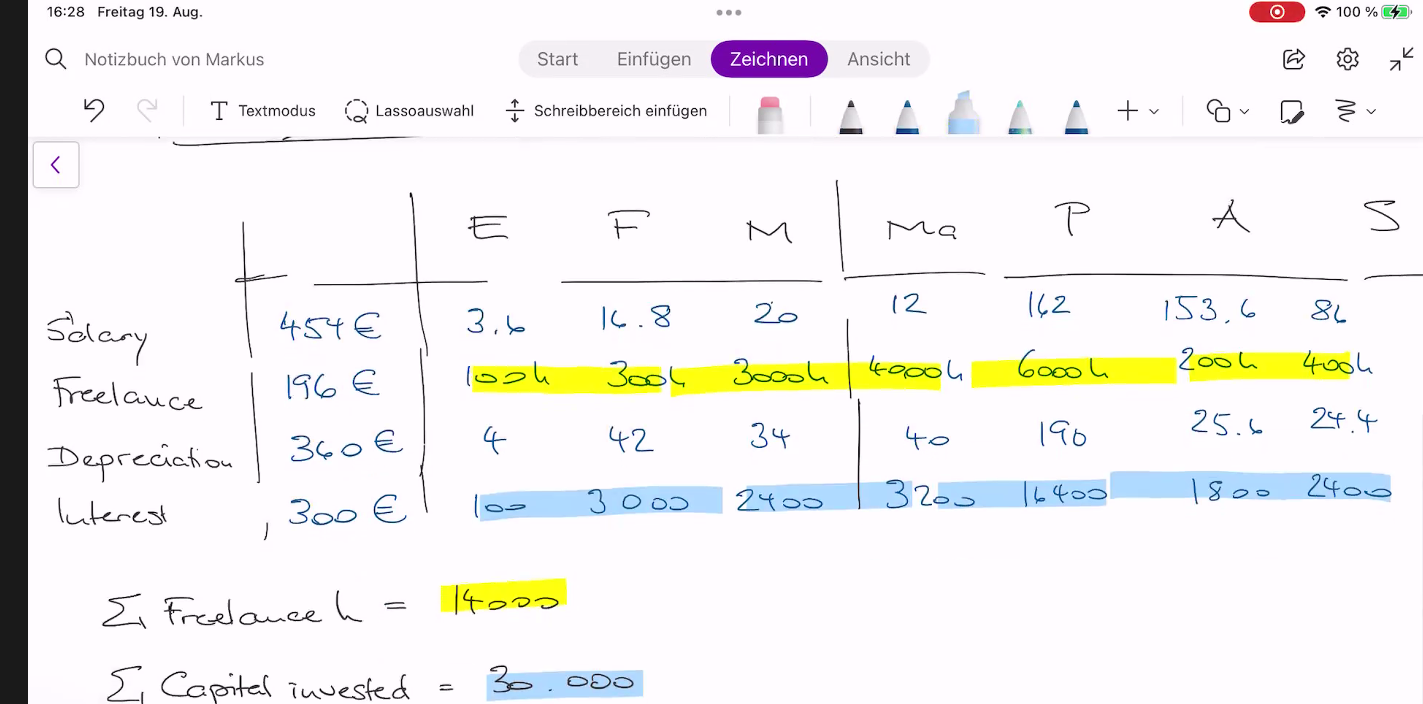 16:28 Freitag 19. Aug. 100 %
Notizbuch von Markus Start Einfügen Zeichnen Ansicht
Textmodus Lassoauswahl Schreibbereich einfügen
E F M Ma P A S
Salary 454 € 3.6 16.8 20 12 162 153.6 86
Freelance 196 € 100h 300h 3000h 4000h 6000h 200h 400h
Depreciation 360 € 4 42 34 40 190 25.6 24.4
Interest 300 € 100 3000 2400 3200 16400 1800 2400
Σ Freelance h = 14000
Σ Capital invested = 30.000